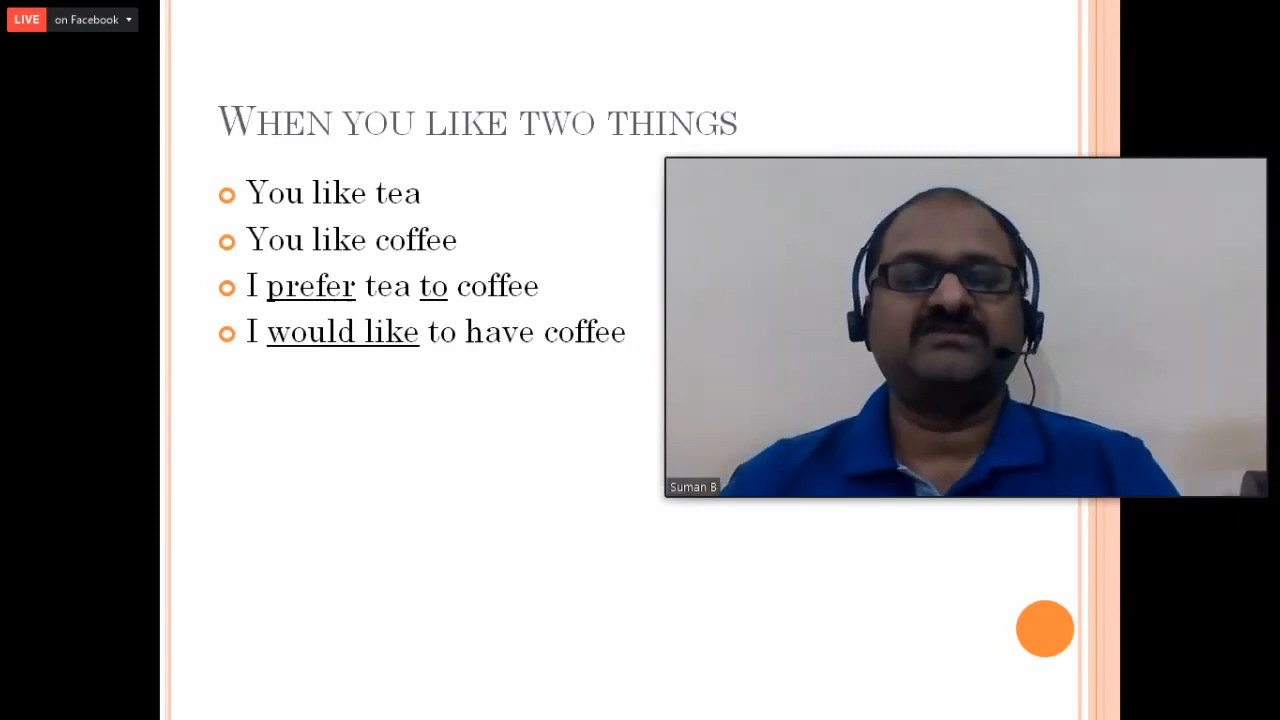 LIVE on Facebook
WHEN YOU LIKE TWO THINGS
You like tea
You like coffee
I prefer tea to coffee
I would like to have coffee
Suman B